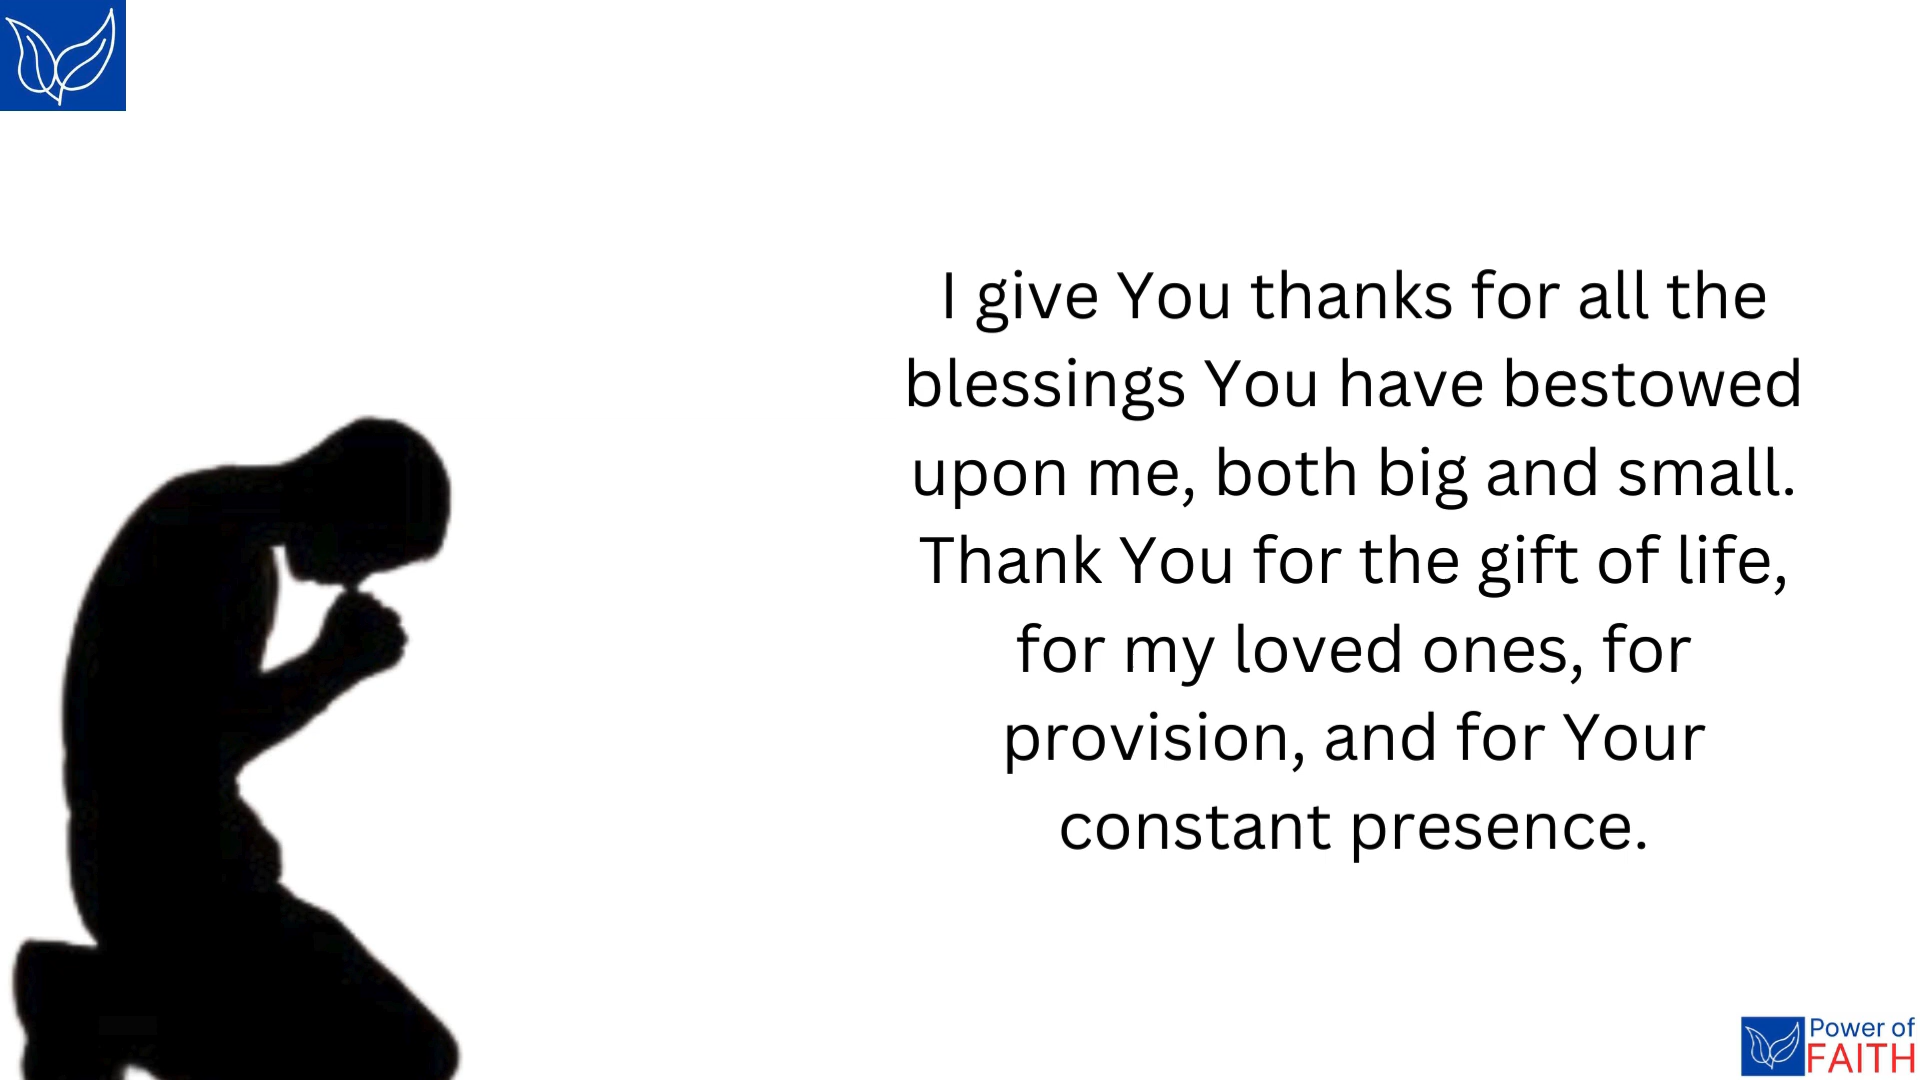 I give You thanks for all the
blessings You have bestowed
upon me, both big and small.
Thank You for the gift of life,
for my loved ones, for
provision, and for Your
constant presence.
Power of
FAITH